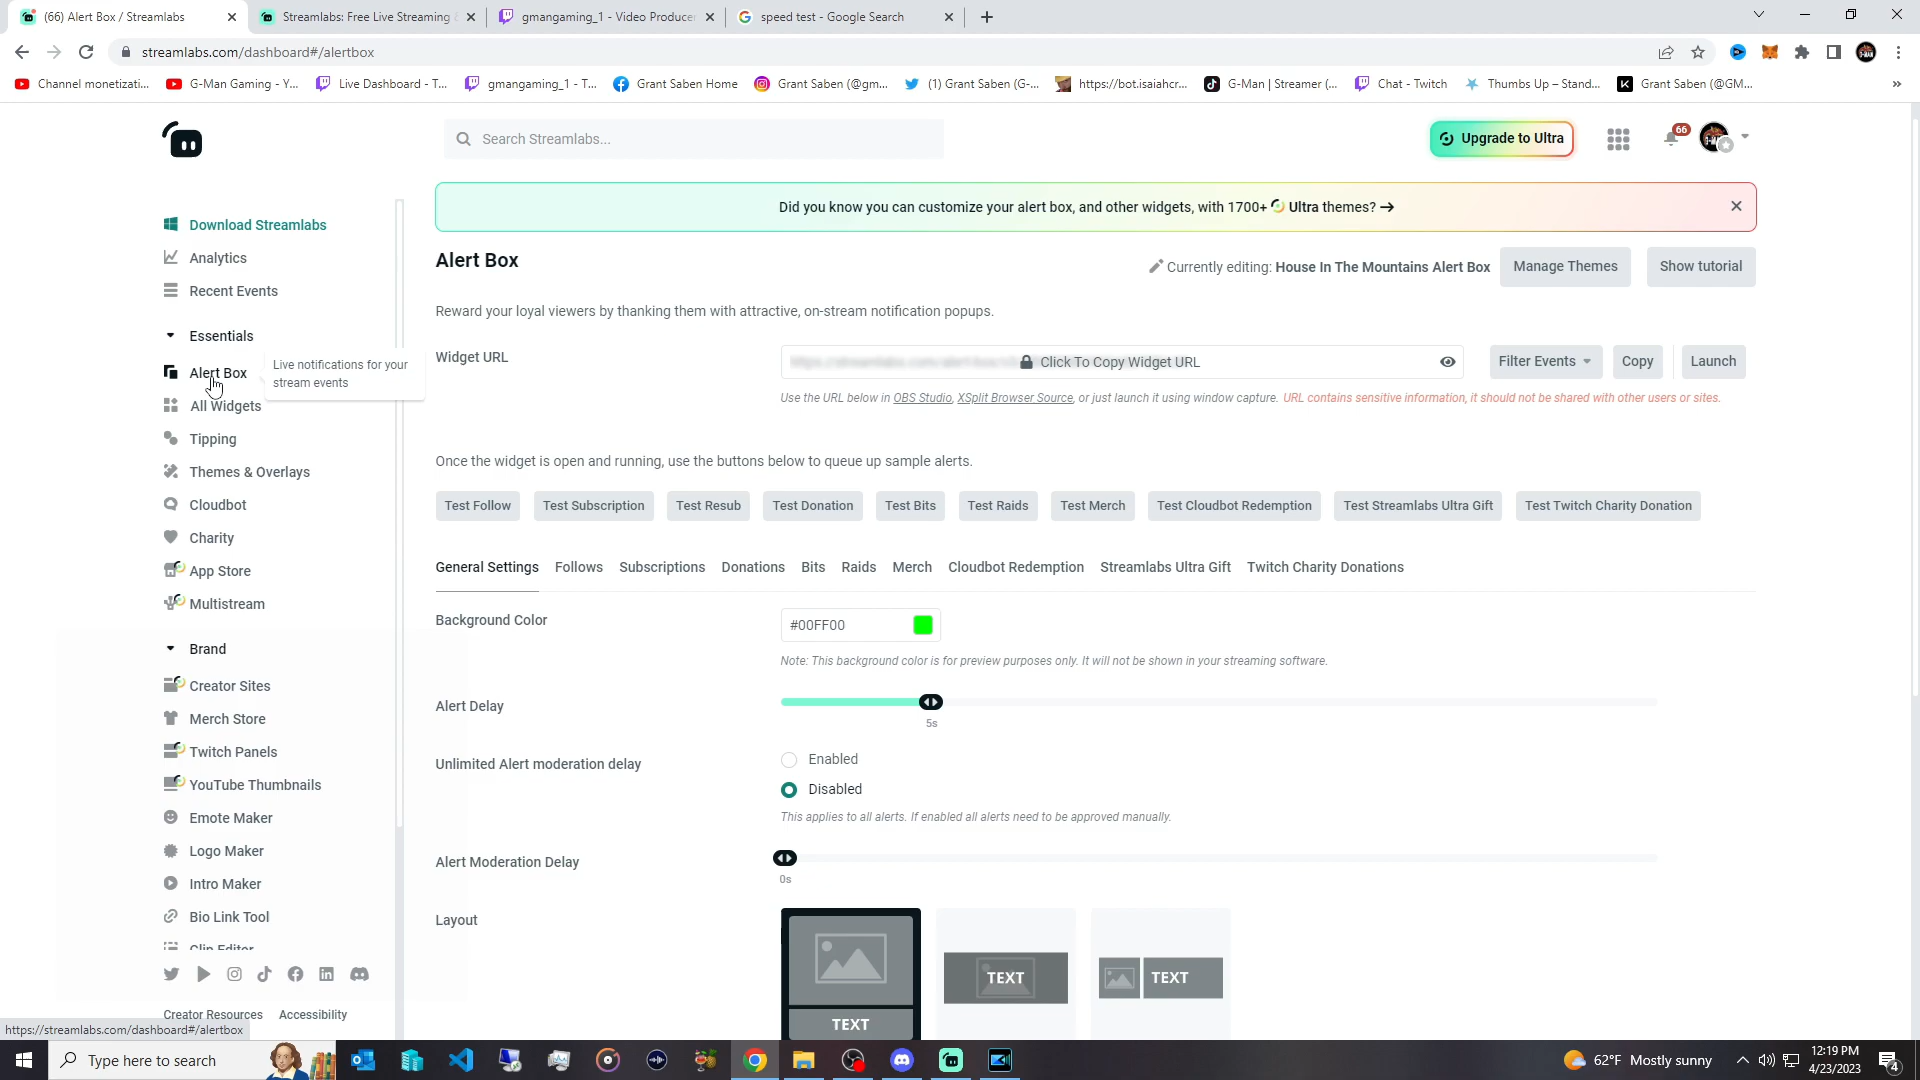 (66) Alert Box / Streamlabs
Streamlabs: Free Live Streaming &
gmangaming_1 - Video Producer
speed test - Google Search
streamlabs.com/dashboard#/alertbox
Channel monetizati...
G-Man Gaming - Y...
Live Dashboard - T...
gmangaming_1 - T...
Grant Saben Home
Grant Saben (@gm...
(1) Grant Saben (G-...
https://bot.isaiahcr...
G-Man | Streamer (...
Chat - Twitch
Thumbs Up – Stand...
Grant Saben (@GM...
»
Search Streamlabs...
Upgrade to Ultra
66
Download Streamlabs
Analytics
Recent Events
Essentials
Alert Box
Live notifications for your
stream events
All Widgets
Tipping
Themes & Overlays
Cloudbot
Charity
App Store
Multistream
Brand
Creator Sites
Merch Store
Twitch Panels
YouTube Thumbnails
Emote Maker
Logo Maker
Intro Maker
Bio Link Tool
Clip Editor
Creator Resources
Accessibility
https://streamlabs.com/dashboard#/alertbox
Did you know you can customize your alert box, and other widgets, with 1700+ Ultra themes? →
Alert Box
Currently editing: House In The Mountains Alert Box
Manage Themes
Show tutorial
Reward your loyal viewers by thanking them with attractive, on-stream notification popups.
Widget URL
Click To Copy Widget URL
Filter Events
Copy
Launch
Use the URL below in OBS Studio, XSplit Browser Source, or just launch it using window capture. URL contains sensitive information, it should not be shared with other users or sites.
Once the widget is open and running, use the buttons below to queue up sample alerts.
Test Follow
Test Subscription
Test Resub
Test Donation
Test Bits
Test Raids
Test Merch
Test Cloudbot Redemption
Test Streamlabs Ultra Gift
Test Twitch Charity Donation
General Settings
Follows
Subscriptions
Donations
Bits
Raids
Merch
Cloudbot Redemption
Streamlabs Ultra Gift
Twitch Charity Donations
Background Color
#00FF00
Note: This background color is for preview purposes only. It will not be shown in your streaming software.
Alert Delay
5s
Unlimited Alert moderation delay
Enabled
Disabled
This applies to all alerts. If enabled all alerts need to be approved manually.
Alert Moderation Delay
0s
Layout
TEXT
TEXT
TEXT
Type here to search
62°F Mostly sunny
12:19 PM
4/23/2023
4